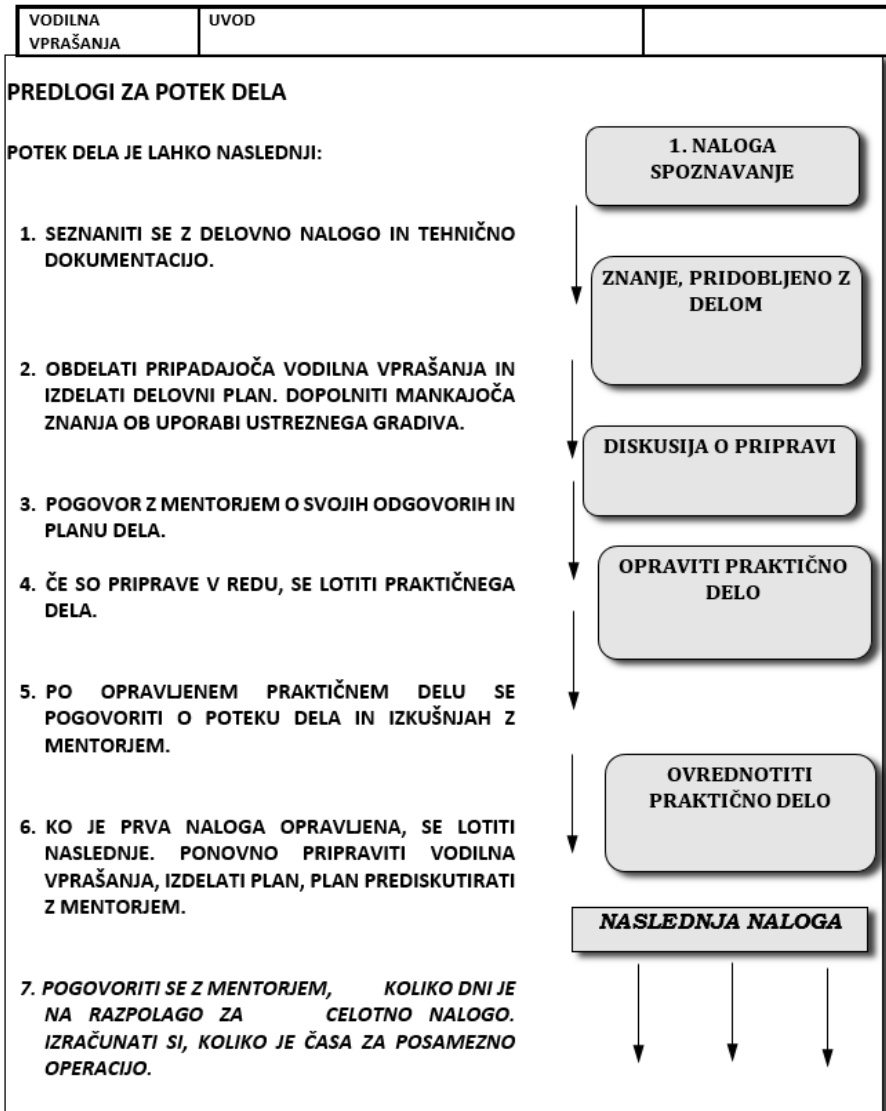 VODILNA
VPRAŠANJA
UVOD
PREDLOGI ZA POTEK DELA
POTEK DELA JE LAHKO NASLEDNJI:
1. SEZNANITI SE Z DELOVNO NALOGO IN TEHNIČNO
DOKUMENTACIJO.
2. OBDELATI PRIPADAJOČA VODILNA VPRAŠANJA IN
IZDELATI DELOVNI PLAN. DOPOLNITI MANKAJOČA
ZNANJA OB UPORABI USTREZNEGA GRADIVA.
3. POGOVOR Z MENTORJEM O SVOJIH ODGOVORIH IN
PLANU DELA.
4. ČE SO PRIPRAVE V REDU, SE LOTITI PRAKTIČNEGA
DELA.
5. PO OPRAVLJENEM PRAKTIČNEM DELU SE
POGOVORITI O POTEKU DELA IN IZKUŠNJAH Z
MENTORJEM.
6. KO JE PRVA NALOGA OPRAVLJENA, SE LOTITI
NASLEDNJE. PONOVNO PRIPRAVITI VODILNA
VPRAŠANJA, IZDELATI PLAN, PLAN PREDISKUTIRATI
Z MENTORJEM.
7. POGOVORITI SE Z MENTORJEM, KOLIKO DNI JE
NA RAZPOLAGO ZA CELOTNO NALOGO.
IZRAČUNATI SI, KOLIKO JE ČASA ZA POSAMEZNO
OPERACIJO.
1. NALOGA
SPOZNAVANJE
ZNANJE, PRIDOBLJENO Z
DELOM
DISKUSIJA O PRIPRAVI
OPRAVITI PRAKTIČNO
DELO
OVREDNOTITI
PRAKTIČNO DELO
NASLEDNJA NALOGA